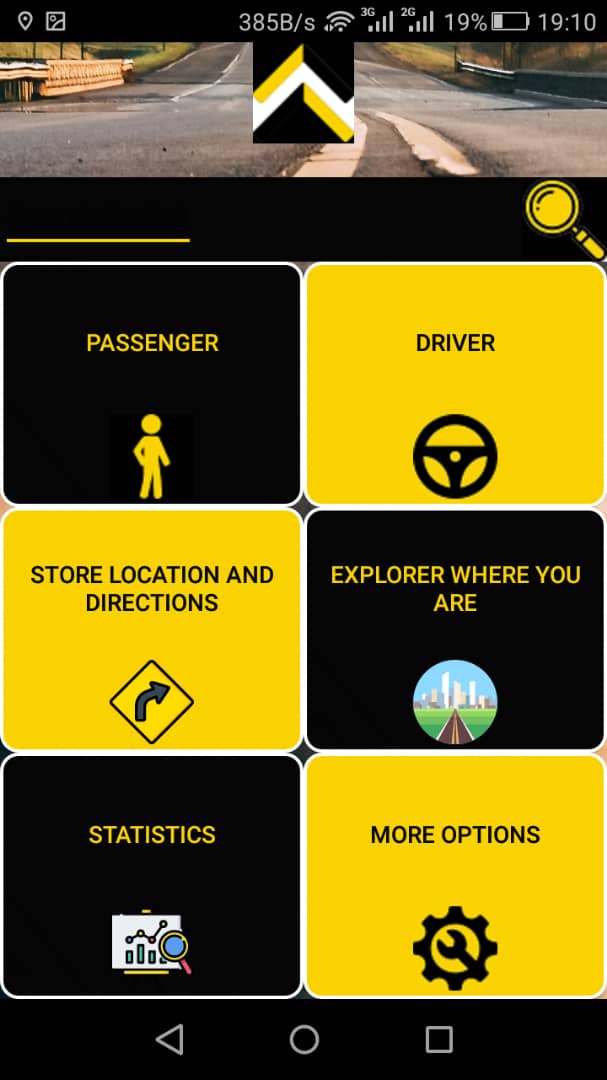 385B/s 3G 2G 19% 19:10
PASSENGER
DRIVER
STORE LOCATION AND
DIRECTIONS
EXPLORER WHERE YOU
ARE
STATISTICS
MORE OPTIONS